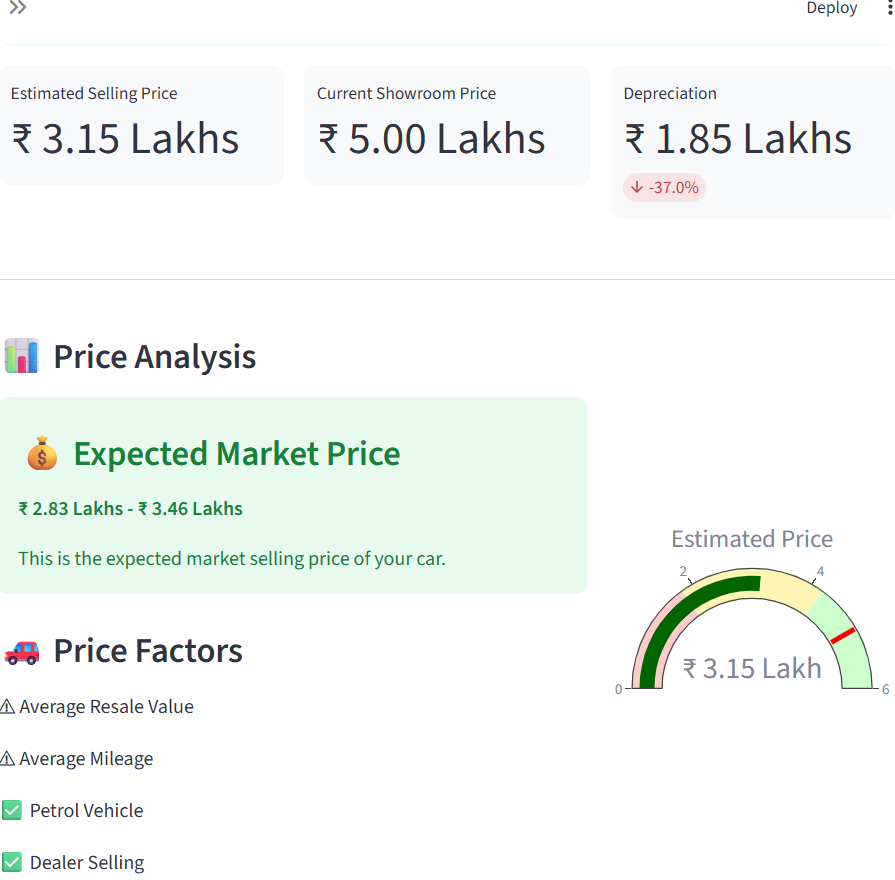 Deploy
Estimated Selling Price
₹ 3.15 Lakhs
Current Showroom Price
₹ 5.00 Lakhs
Depreciation
₹ 1.85 Lakhs
↓ -37.0%
Price Analysis
Expected Market Price
₹ 2.83 Lakhs - ₹ 3.46 Lakhs
This is the expected market selling price of your car.
Estimated Price
0
2
4
6
₹ 3.15 Lakh
Price Factors
⚠ Average Resale Value
⚠ Average Mileage
✅ Petrol Vehicle
✅ Dealer Selling